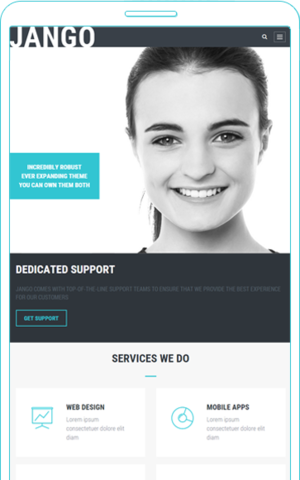 JANGO
INCREDIBLY ROBUST
EVER EXPANDING THEME
YOU CAN OWN THEM BOTH
DEDICATED SUPPORT
JANGO COMES WITH TOP-OF-THE-LINE SUPPORT TEAMS TO ENSURE THAT WE PROVIDE THE BEST EXPERIENCE
FOR OUR CUSTOMERS
GET SUPPORT
SERVICES WE DO
WEB DESIGN
Lorem ipsum
consectetuer dolore elit
diam
MOBILE APPS
Lorem ipsum
consectetuer dolore elit
diam